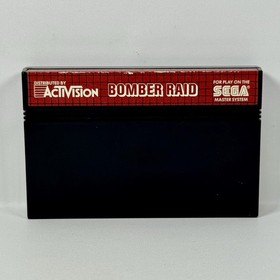 DISTRIBUTED BY
ACTIVISION
BOMBER RAID
FOR PLAY ON THE
SEGA
MASTER SYSTEM